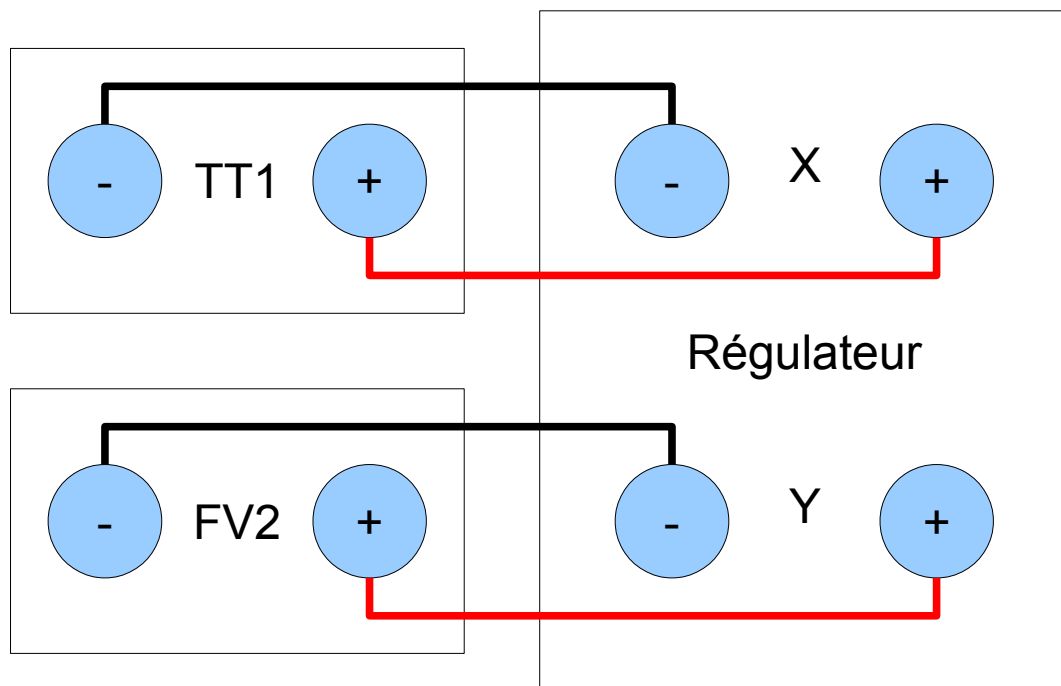 - TT1 + - X +
Régulateur
- FV2 + - Y +